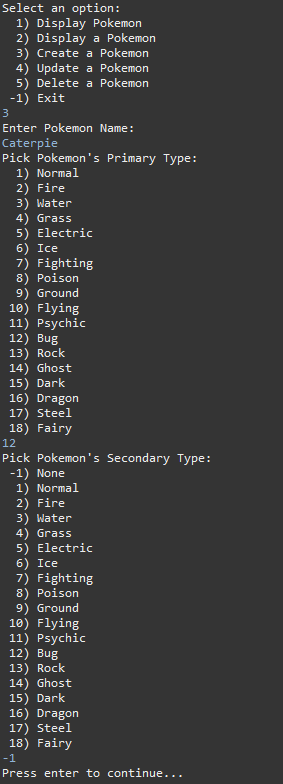 Select an option:
  1) Display Pokemon
  2) Display a Pokemon
  3) Create a Pokemon
  4) Update a Pokemon
  5) Delete a Pokemon
 -1) Exit
3
Enter Pokemon Name:
Caterpie
Pick Pokemon's Primary Type:
  1) Normal
  2) Fire
  3) Water
  4) Grass
  5) Electric
  6) Ice
  7) Fighting
  8) Poison
  9) Ground
 10) Flying
 11) Psychic
 12) Bug
 13) Rock
 14) Ghost
 15) Dark
 16) Dragon
 17) Steel
 18) Fairy
12
Pick Pokemon's Secondary Type:
 -1) None
  1) Normal
  2) Fire
  3) Water
  4) Grass
  5) Electric
  6) Ice
  7) Fighting
  8) Poison
  9) Ground
 10) Flying
 11) Psychic
 12) Bug
 13) Rock
 14) Ghost
 15) Dark
 16) Dragon
 17) Steel
 18) Fairy
-1
Press enter to continue...